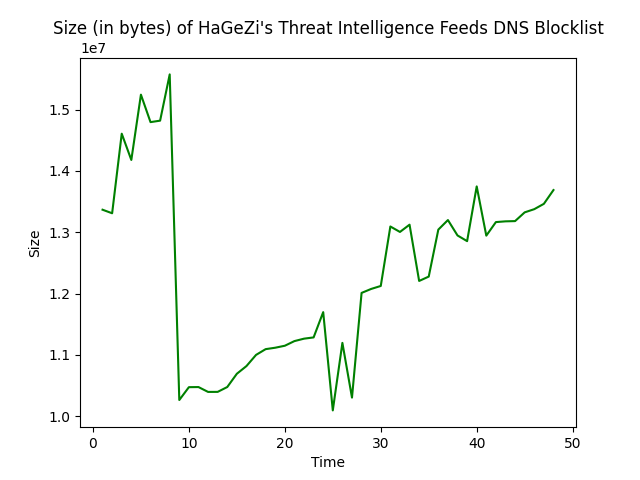 Size (in bytes) of HaGeZi's Threat Intelligence Feeds DNS Blocklist
1e7
1.5
1.4
1.3
1.2
1.1
1.0
Size
0 10 20 30 40 50
Time